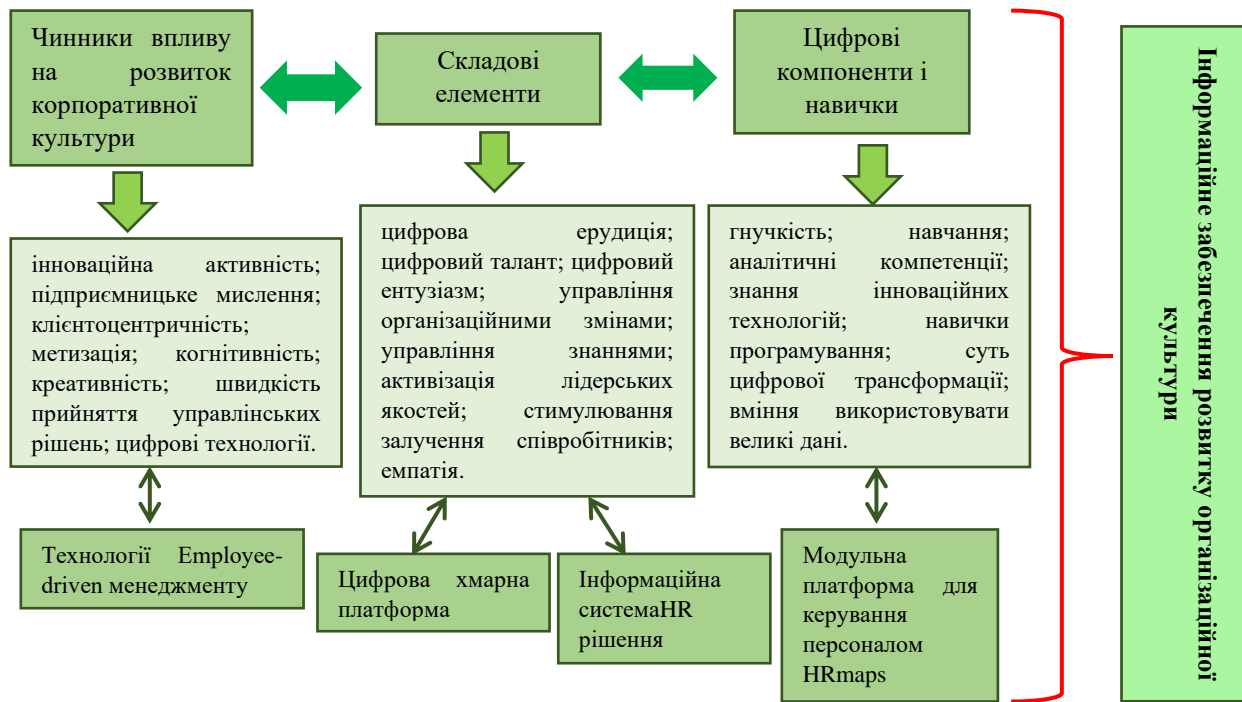 Чинники впливу
на розвиток
корпоративної
культури
Складові
елементи
Цифрові
компоненти і
навички
інноваційна активність;
підприємницьке мислення;
клієнтоцентричність;
метизація; когнітивність;
креативність; швидкість
прийняття управлінських
рішень; цифрові технології.
цифрова ерудиція;
цифровий талант; цифровий
ентузіазм; управління
організаційними змінами;
управління знаннями;
активізація лідерських
якостей; стимулювання
залучення співробітників;
емпатія.
гнучкість; навчання;
аналітичні компетенції;
знання інноваційних
технологій; навички
програмування; суть
цифрової трансформації;
вміння використовувати
великі дані.
Технології Employee-
driven менеджменту
Цифрова хмарна
платформа
Інформаційна
системаHR
рішення
Модульна
платформа для
керування
персоналом
HRmaps
Інформаційне забезпечення розвитку організаційної
культури